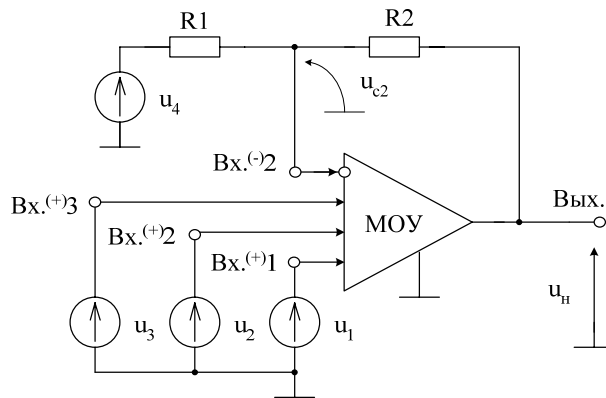 R1
R2
u4
uc2
Вх.(-)2
Вх.(+)3
Вх.(+)2
Вх.(+)1
МОУ
Вых.
u3
u2
u1
uн